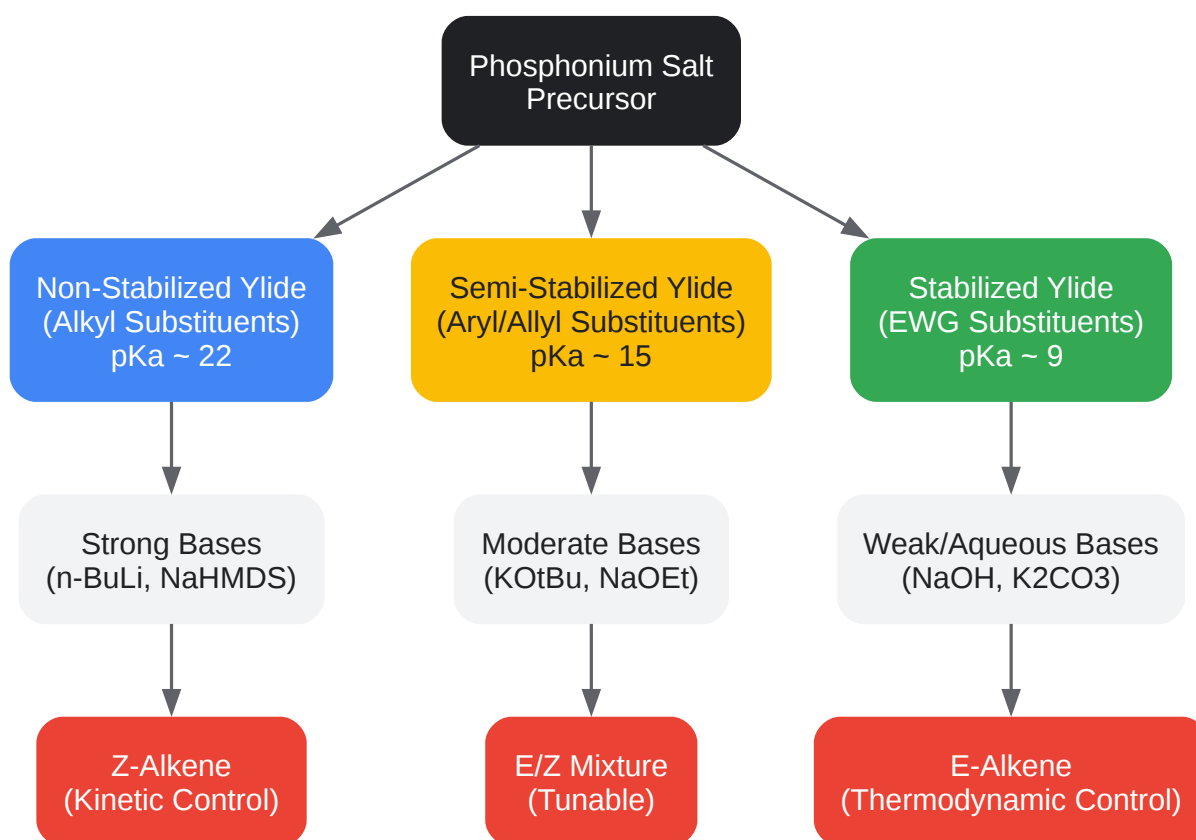 Phosphonium Salt
Precursor
Non-Stabilized Ylide
(Alkyl Substituents)
pKa ~ 22
Semi-Stabilized Ylide
(Aryl/Allyl Substituents)
pKa ~ 15
Stabilized Ylide
(EWG Substituents)
pKa ~ 9
Strong Bases
(n-BuLi, NaHMDS)
Moderate Bases
(KOtBu, NaOEt)
Weak/Aqueous Bases
(NaOH, K2CO3)
Z-Alkene
(Kinetic Control)
E/Z Mixture
(Tunable)
E-Alkene
(Thermodynamic Control)